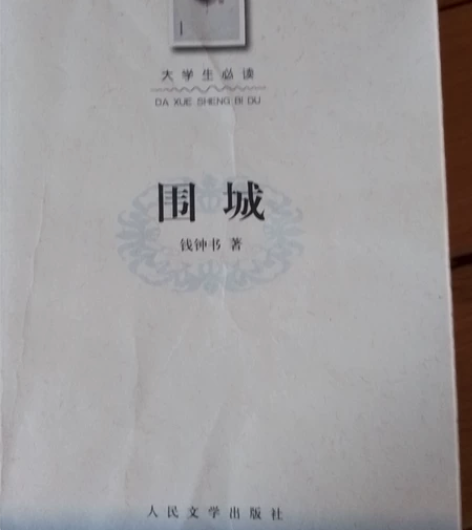 大学生必读
DA XUE SHENG BI DU
围城
钱钟书 著
人民文学出版社